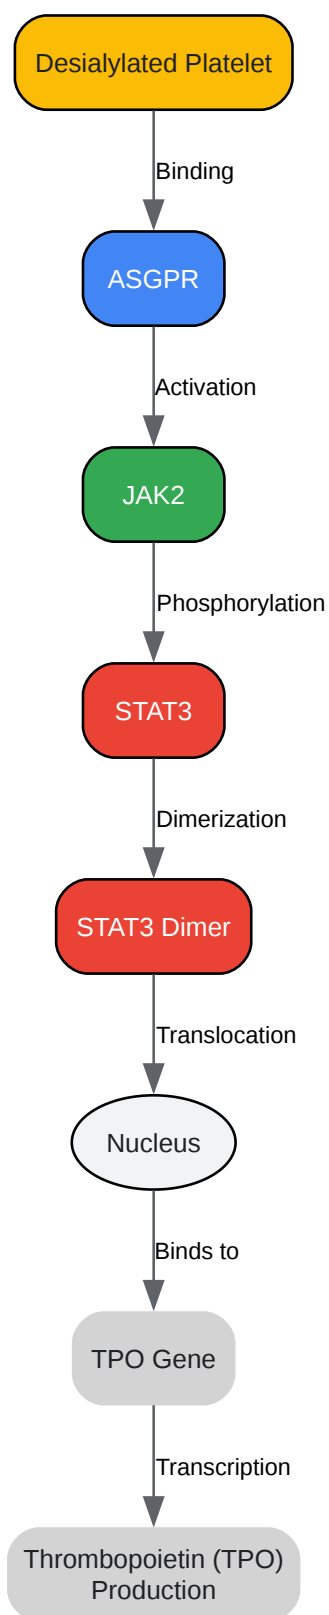 Desialylated Platelet
Binding
ASGPR
Activation
JAK2
Phosphorylation
STAT3
Dimerization
STAT3 Dimer
Translocation
Nucleus
Binds to
TPO Gene
Transcription
Thrombopoietin (TPO)
Production